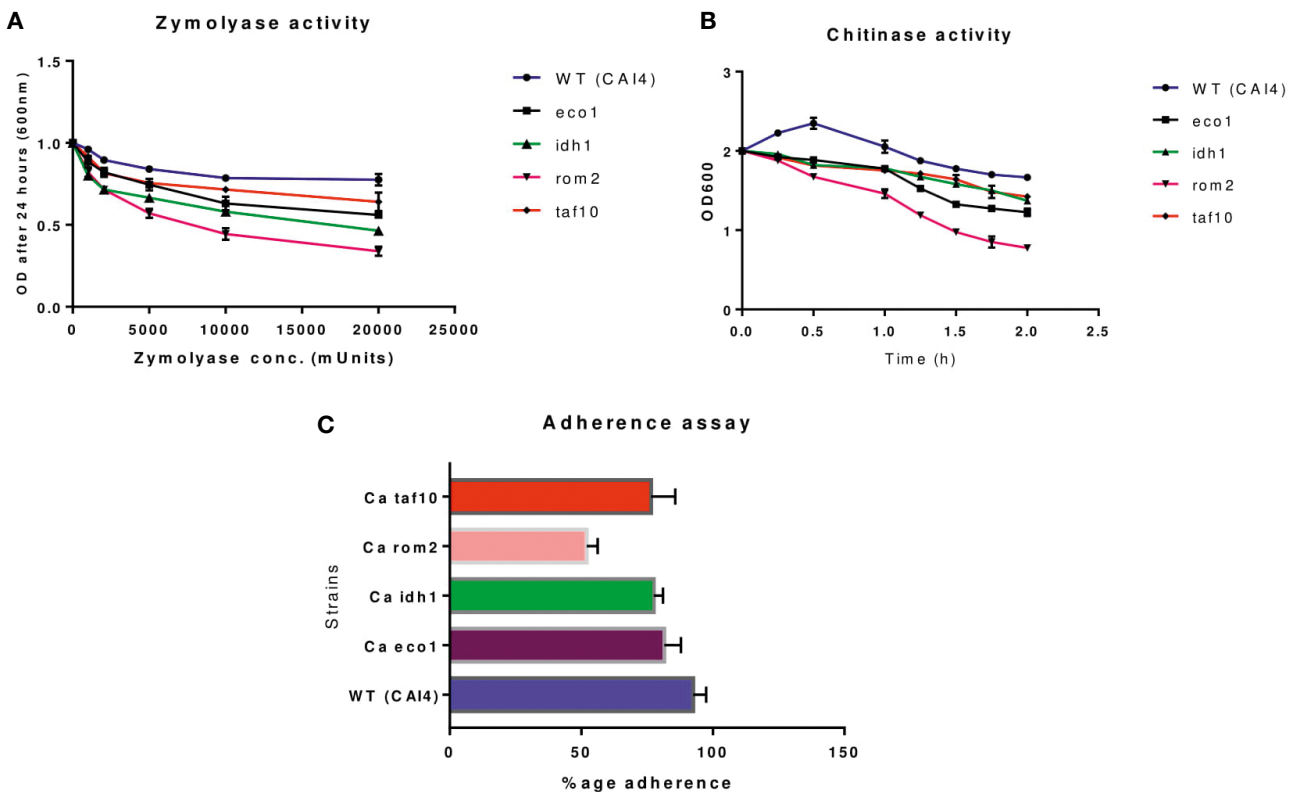 A
Zymolyase activity
OD after 24 hours (600nm)
1.5
1.0
0.5
0.0
0 5000 10000 15000 20000 25000
Zymolyase conc. (mUnits)
WT (CAI4)
eco1
idh1
rom2
taf10
B
Chitinase activity
OD600
3
2
1
0
0.0 0.5 1.0 1.5 2.0 2.5
Time (h)
WT (CAI4)
eco1
idh1
rom2
taf10
C
Adherence assay
Strains
Ca taf10
Ca rom2
Ca idh1
Ca eco1
WT (CAI4)
0 50 100 150
%age adherence